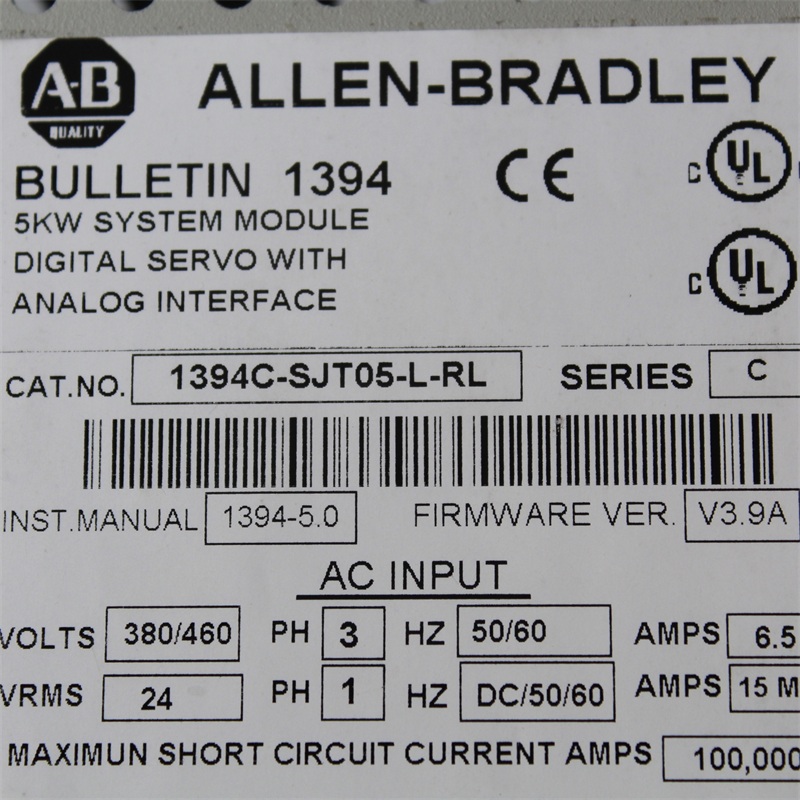 A-B ALLEN-BRADLEY
QUALITY
BULLETIN 1394 CE C UL
5KW SYSTEM MODULE
DIGITAL SERVO WITH C UL
ANALOG INTERFACE
CAT.NO. 1394C-SJT05-L-RL SERIES C
INST.MANUAL 1394-5.0 FIRMWARE VER. V3.9A
AC INPUT
VOLTS 380/460 PH 3 HZ 50/60 AMPS 6.5
VRMS 24 PH 1 HZ DC/50/60 AMPS 15 M
MAXIMUN SHORT CIRCUIT CURRENT AMPS 100,000